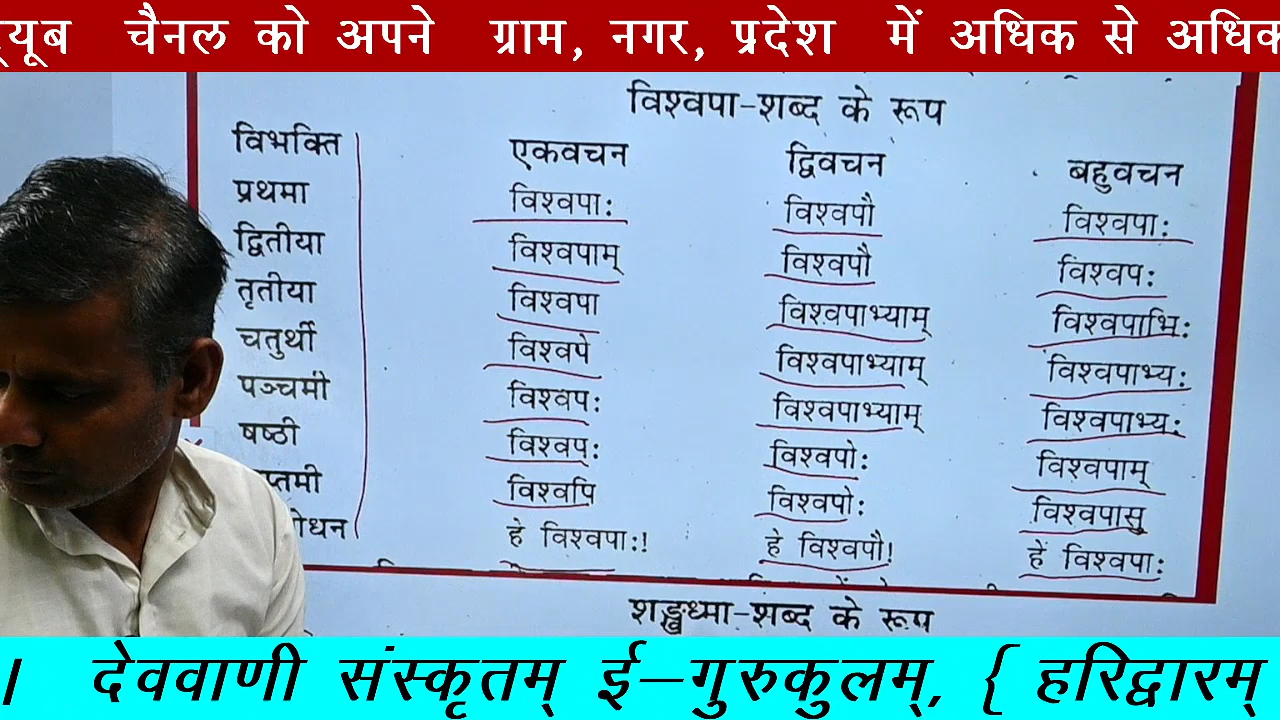 चैनल को अपने ग्राम, नगर, प्रदेश में अधिक से अधिक
विश्वपा-शब्द के रूप
विभक्ति एकवचन द्विवचन बहुवचन
प्रथमा विश्वपाः विश्वपौ विश्वपाः
द्वितीया विश्वपाम् विश्वपौ विश्वपः
तृतीया विश्वपा विश्वपाभ्याम् विश्वपाभिः
चतुर्थी विश्वपे विश्वपाभ्याम् विश्वपाभ्यः
पञ्चमी विश्वपः विश्वपाभ्याम् विश्वपाभ्यः
षष्ठी विश्वपः विश्वपोः विश्वपाम्
विश्वपि विश्वपोः विश्वपासु
हे विश्वपाः! हे विश्वपौ! हे विश्वपाः
शङ्खध्मा-शब्द के रूप
। देववाणी संस्कृतम् ई–गुरुकुलम्, { हरिद्वारम्